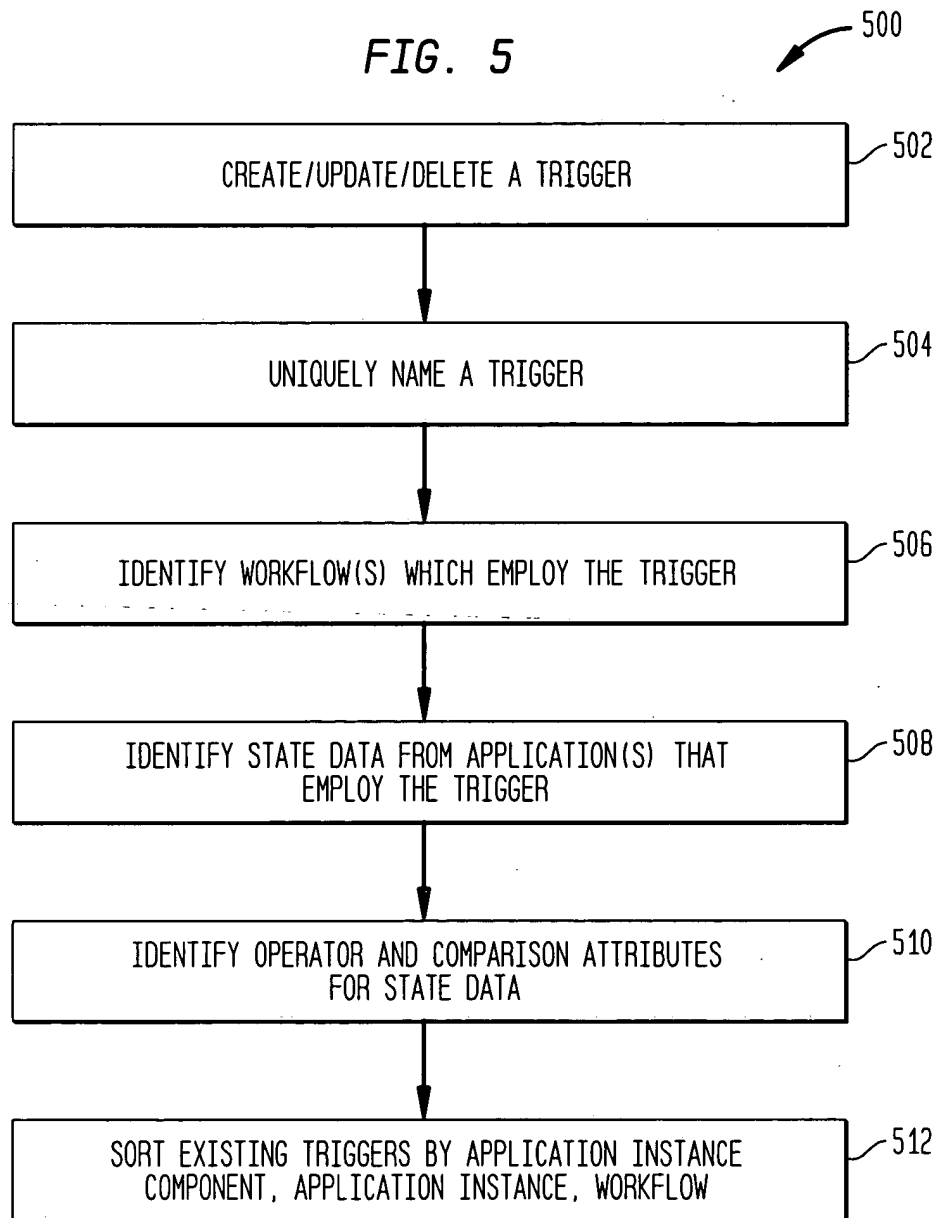 FIG. 5
500
CREATE/UPDATE/DELETE A TRIGGER
502
UNIQUELY NAME A TRIGGER
504
IDENTIFY WORKFLOW(S) WHICH EMPLOY THE TRIGGER
506
IDENTIFY STATE DATA FROM APPLICATION(S) THAT
EMPLOY THE TRIGGER
508
IDENTIFY OPERATOR AND COMPARISON ATTRIBUTES
FOR STATE DATA
510
SORT EXISTING TRIGGERS BY APPLICATION INSTANCE
COMPONENT, APPLICATION INSTANCE, WORKFLOW
512